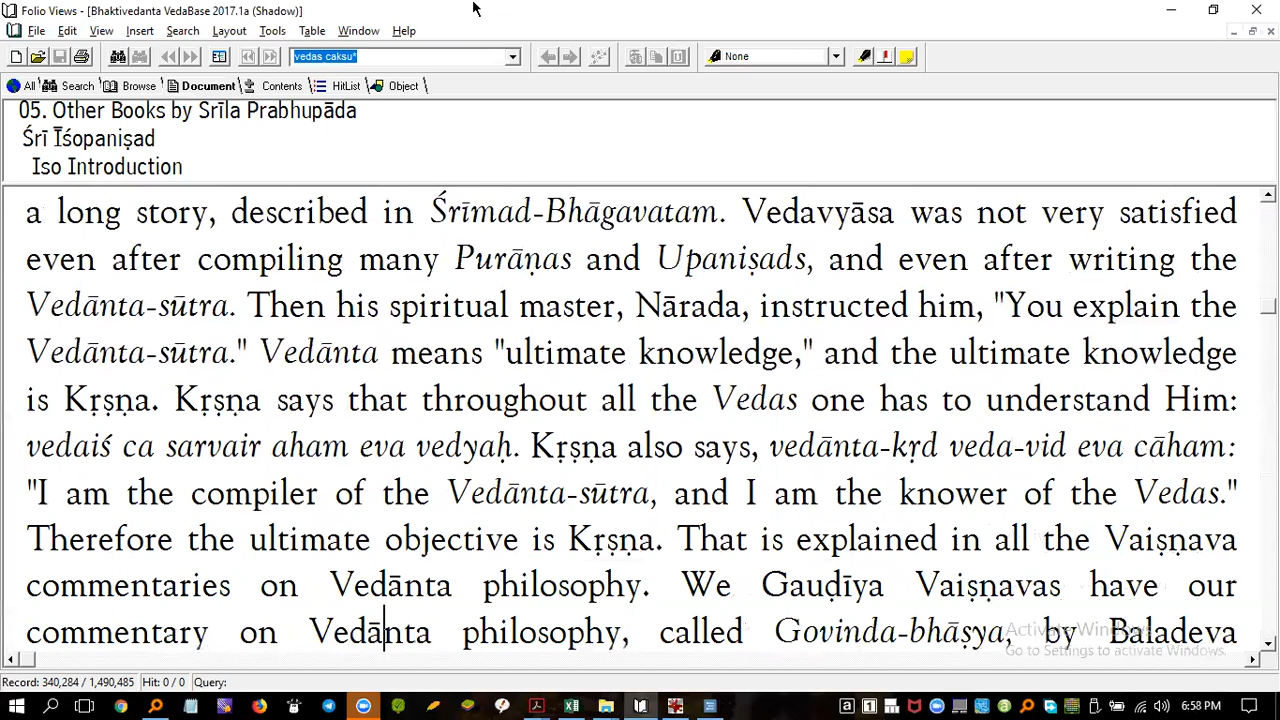 Folio Views - [Bhaktivedanta VedaBase 2017.1a (Shadow)]
File Edit View Insert Search Layout Tools Table Window Help
vedas caksu*
None
All Search Browse Document Contents HitList Object
05. Other Books by Srīla Prabhupāda
Śrī Īśopaniṣad
Iso Introduction
a long story, described in Śrīmad-Bhāgavatam. Vedavyāsa was not very satisfied
even after compiling many Purāṇas and Upaniṣads, and even after writing the
Vedānta-sūtra. Then his spiritual master, Nārada, instructed him, "You explain the
Vedānta-sūtra." Vedānta means "ultimate knowledge," and the ultimate knowledge
is Kṛṣṇa. Kṛṣṇa says that throughout all the Vedas one has to understand Him:
vedaiś ca sarvair aham eva vedyaḥ. Kṛṣṇa also says, vedānta-kṛd veda-vid eva cāham:
"I am the compiler of the Vedānta-sūtra, and I am the knower of the Vedas."
Therefore the ultimate objective is Kṛṣṇa. That is explained in all the Vaiṣṇava
commentaries on Vedānta philosophy. We Gauḍīya Vaiṣṇavas have our
commentary on Vedānta philosophy, called Govinda-bhāṣya, by Baladeva
Activate Windows
Go to Settings to activate Windows.
Record: 340,284 / 1,490,485 Hit: 0 / 0 Query:
6:58 PM